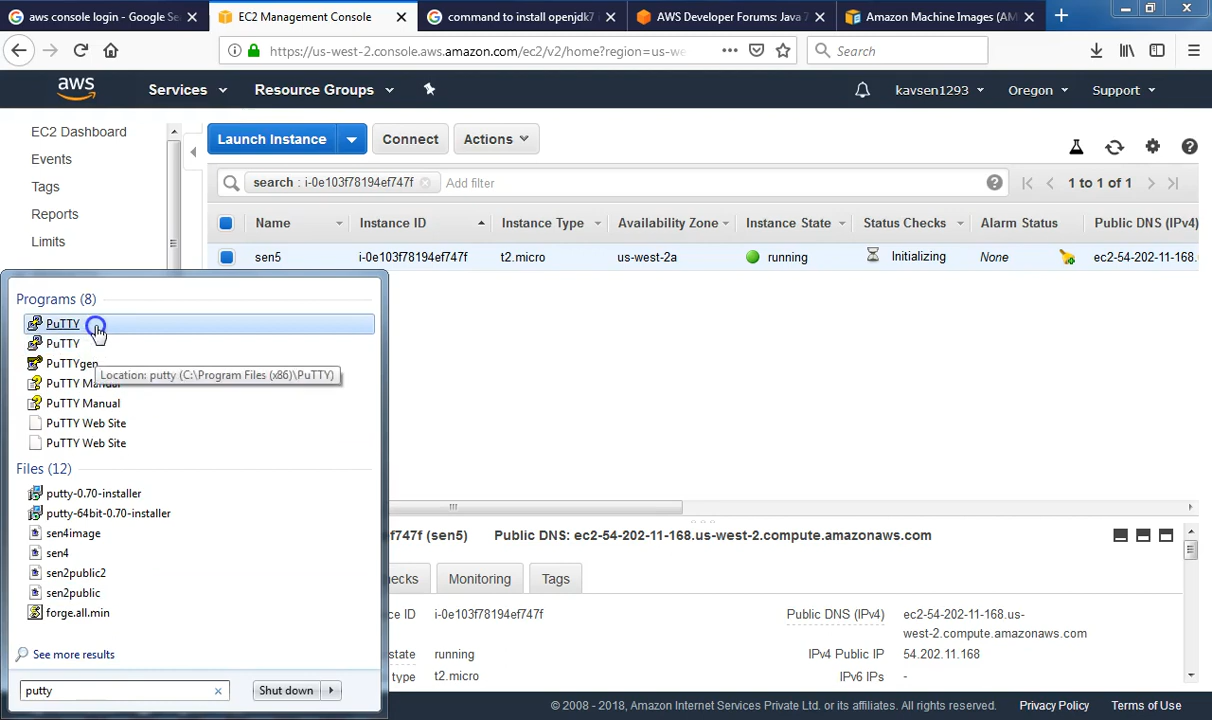 aws console login - Google Se
EC2 Management Console
command to install openjdk7
AWS Developer Forums: Java 7
Amazon Machine Images (AM
https://us-west-2.console.aws.amazon.com/ec2/v2/home?region=us-we
Search
aws
Services
Resource Groups
kavsen1293
Oregon
Support
EC2 Dashboard
Events
Tags
Reports
Limits
Launch Instance
Connect
Actions
search : i-0e103f78194ef747f
Add filter
1 to 1 of 1
Name
Instance ID
Instance Type
Availability Zone
Instance State
Status Checks
Alarm Status
Public DNS (IPv4)
sen5
i-0e103f78194ef747f
t2.micro
us-west-2a
running
Initializing
None
ec2-54-202-11-168.
Programs (8)
PuTTY
PuTTY
PuTTYgen
Location: putty (C:\Program Files (x86)\PuTTY)
PuTTY Manual
PuTTY Manual
PuTTY Web Site
PuTTY Web Site
Files (12)
putty-0.70-installer
putty-64bit-0.70-installer
sen4image
sen4
sen2public2
sen2public
forge.all.min
See more results
putty
Shut down
ef747f (sen5)
Public DNS: ec2-54-202-11-168.us-west-2.compute.amazonaws.com
ecks
Monitoring
Tags
ce ID
i-0e103f78194ef747f
Public DNS (IPv4)
ec2-54-202-11-168.us-
west-2.compute.amazonaws.com
state
running
IPv4 Public IP
54.202.11.168
type
t2.micro
IPv6 IPs
-
© 2008 - 2018, Amazon Internet Services Private Ltd. or its affiliates. All rights reserved.
Privacy Policy
Terms of Use